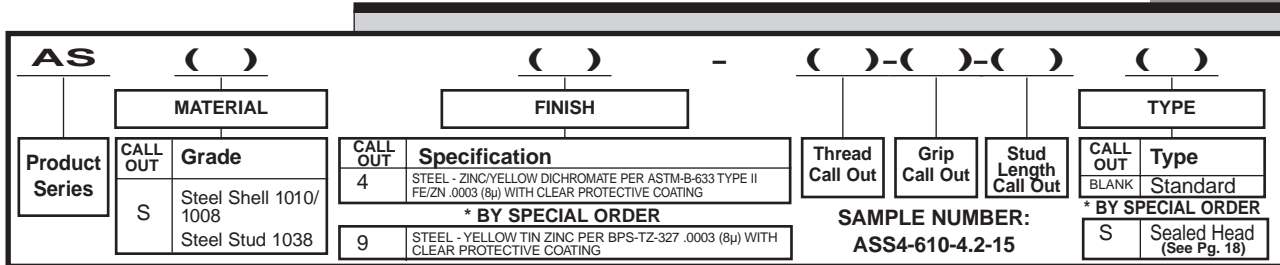 AS ( ) ( ) – ( )–( )–( ) ( )
MATERIAL
FINISH
TYPE
Product
Series
CALL
OUT
Grade
S
Steel Shell 1010/
1008
Steel Stud 1038
CALL
OUT
Specification
4
STEEL - ZINC/YELLOW DICHROMATE PER ASTM-B-633 TYPE II
FE/ZN .0003 (8µ) WITH CLEAR PROTECTIVE COATING
* BY SPECIAL ORDER
9
STEEL - YELLOW TIN ZINC PER BPS-TZ-327 .0003 (8µ) WITH
CLEAR PROTECTIVE COATING
Thread
Call Out
Grip
Call Out
Stud
Length
Call Out
SAMPLE NUMBER:
ASS4-610-4.2-15
CALL
OUT
Type
BLANK
Standard
* BY SPECIAL ORDER
S
Sealed Head
(See Pg. 18)